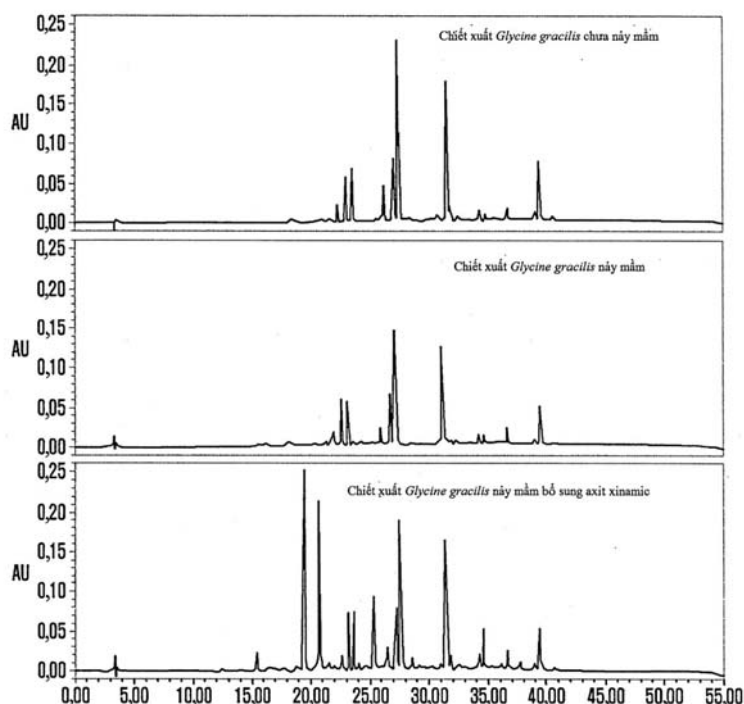 0,25
0,20
0,15
0,10
0,05
0,00
AU
Chiết xuất Glycine gracilis chưa nảy mầm
0,25
0,20
0,15
0,10
0,05
0,00
AU
Chiết xuất Glycine gracilis nảy mầm
0,25
0,20
0,15
0,10
0,05
0,00
AU
Chiết xuất Glycine gracilis nảy mầm bổ sung axit xinamic
0.00 5.00 10.00 15.00 20.00 25.00 30.00 35.00 40.00 45.00 50.00 55.00